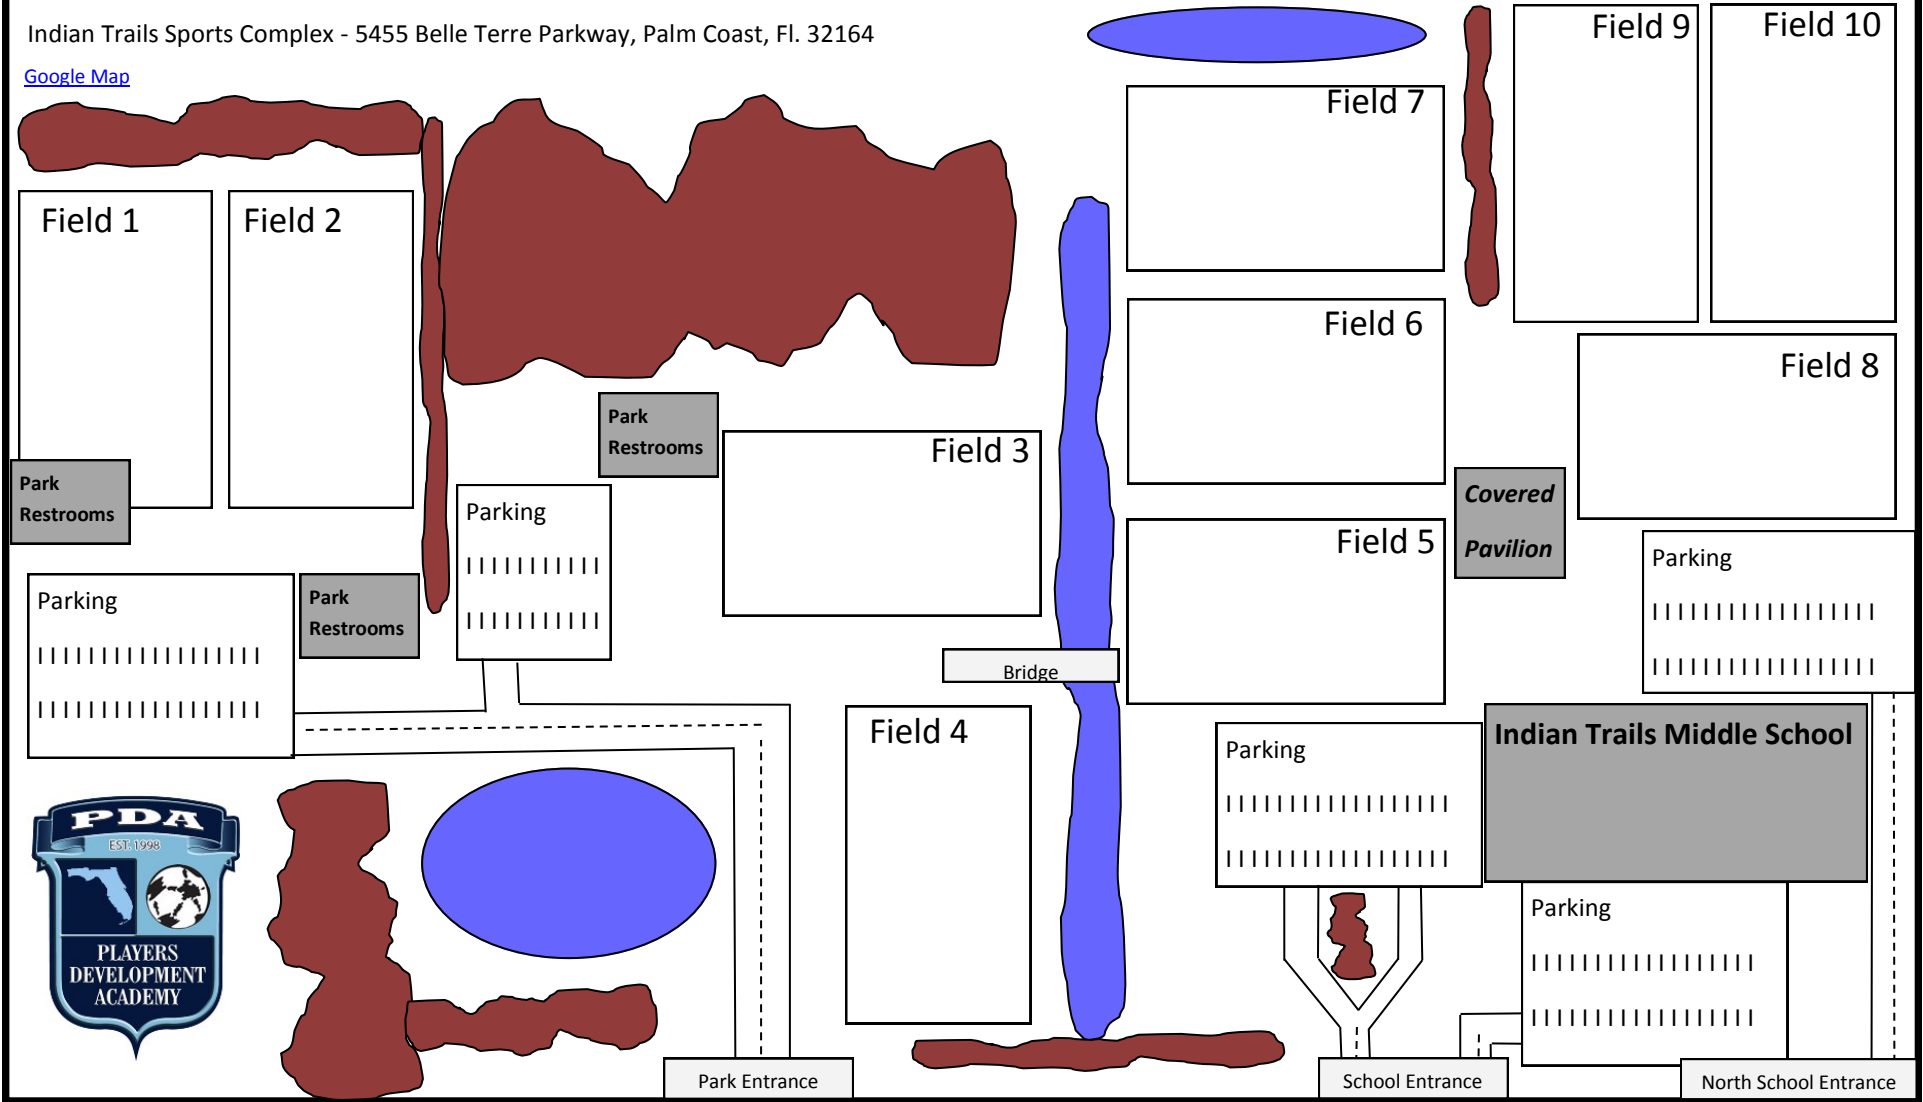 Indian Trails Sports Complex - 5455 Belle Terre Parkway, Palm Coast, Fl. 32164
Google Map
Field 9
Field 10
Field 7
Field 1
Field 2
Field 6
Field 8
Park
Restrooms
Field 3
Park
Restrooms
Parking
Covered
Pavilion
Field 5
Parking
Parking
Park
Restrooms
Bridge
Field 4
Parking
Indian Trails Middle School
PDA
EST. 1998
PLAYERS
DEVELOPMENT
ACADEMY
Parking
Park Entrance
School Entrance
North School Entrance